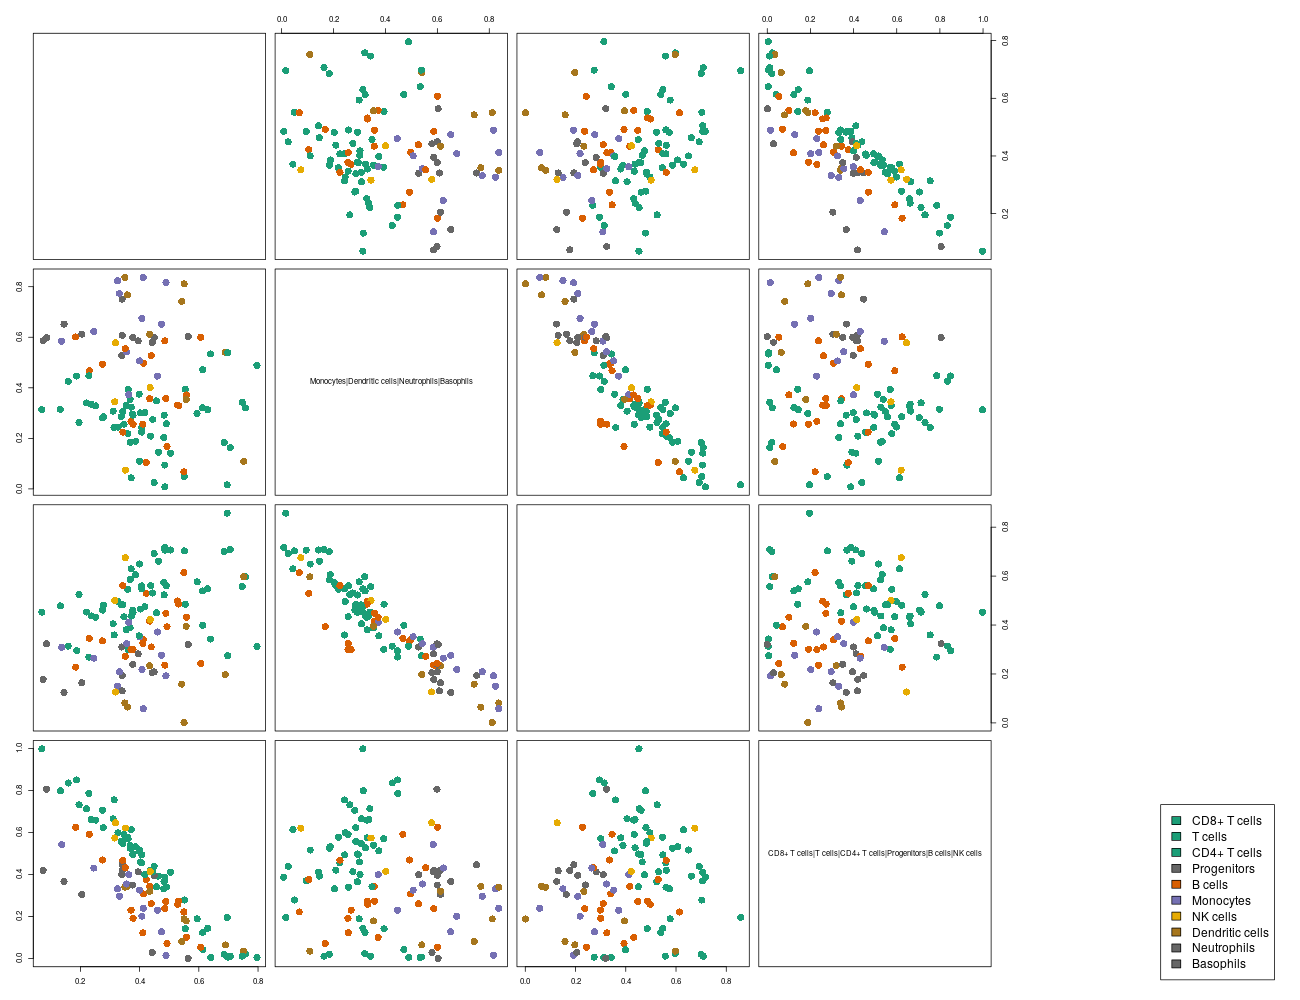 0.0 0.2 0.4 0.6 0.8
0.0 0.2 0.4 0.6 0.8 1.0
0.2 0.4 0.6 0.8
0.0 0.2 0.4 0.6 0.8
Monocytes|Dendritic cells|Neutrophils|Basophils
0.0 0.2 0.4 0.6 0.8
0.0 0.2 0.4 0.6 0.8 1.0
CD8+ T cells|T cells|CD4+ T cells|Progenitors|B cells|NK cells
0.2 0.4 0.6 0.8
0.0 0.2 0.4 0.6 0.8
CD8+ T cells
T cells
CD4+ T cells
Progenitors
B cells
Monocytes
NK cells
Dendritic cells
Neutrophils
Basophils